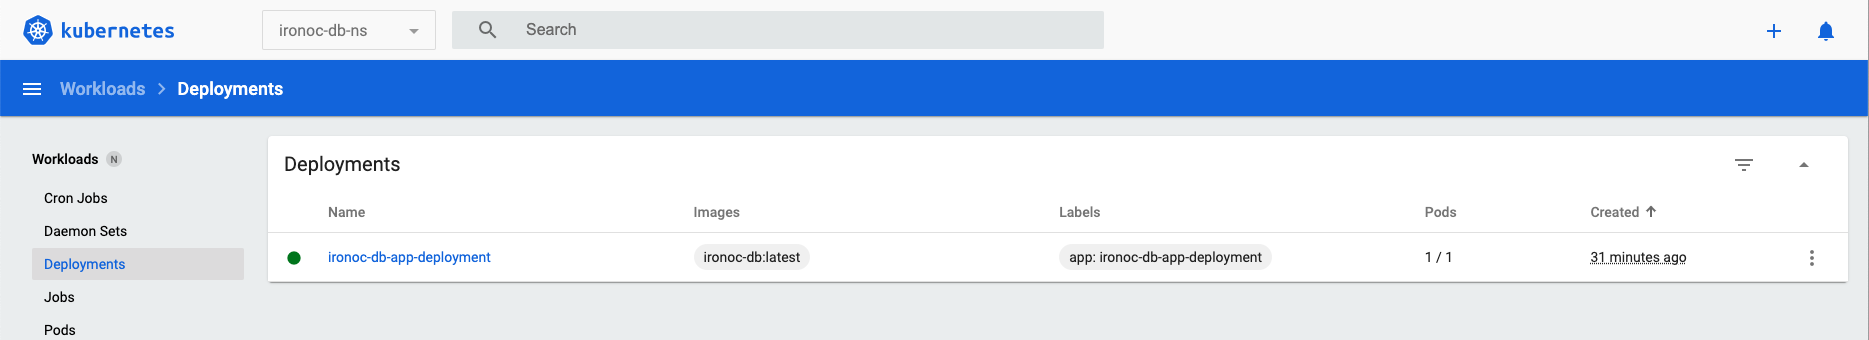 kubernetes
ironoc-db-ns
Search
Workloads > Deployments
Workloads N
Cron Jobs
Daemon Sets
Deployments
Jobs
Pods
Deployments
Name Images Labels Pods Created
ironoc-db-app-deployment ironoc-db:latest app: ironoc-db-app-deployment 1 / 1 31 minutes ago